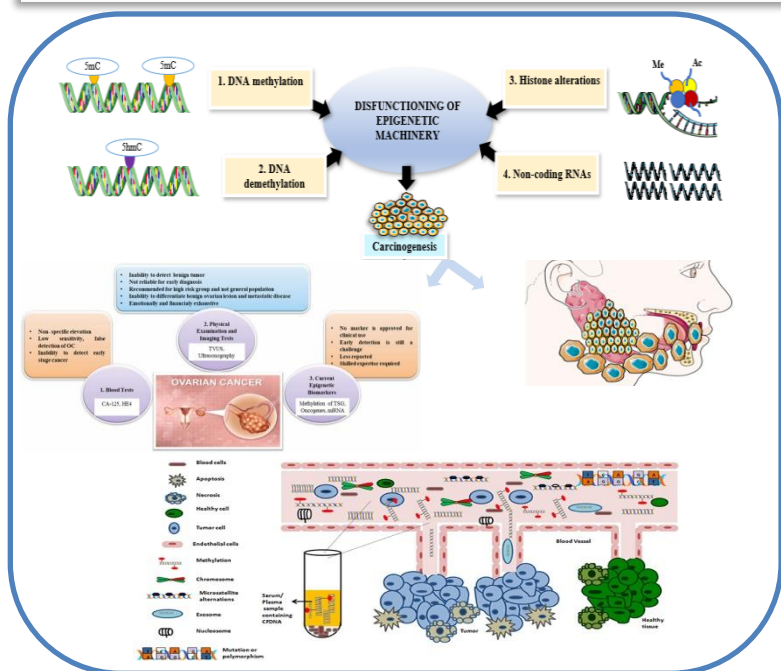 5mC
5mC
1. DNA methylation
DISFUNCTIONING OF
EPIGENETIC
MACHINERY
3. Histone alterations
Me
Ac
5hmC
2. DNA
demethylation
4. Non-coding RNAs
Carcinogenesis
Inability to detect benign tumor
Not reliable for early diagnosis
Recommended for high risk group and not general population
Inability to differentiate benign ovarian lesion and metastatic disease
Emotionally and financialy exhaustive
Non- specific elevation
Low sensitivity, false
detection of OC
Inability to detect early
stage cancer
2. Physical
Examination and
Imaging Tests
TVUS,
Ultrasonography
No marker is approved for
clinical use
Early detection is still a
challenge
Less reported
Skilled expertise required
1. Blood Tests
CA-125, HE4
OVARIAN CANCER
3. Current
Epigenetic
Biomarkers
Methylation of TSG,
Oncogenes, miRNA
Blood cells
Apoptosis
Necrosis
Healthy cell
Tumor cell
Endothelial cells
Methylation
Chromosome
Microsatellite
alternations
Exosome
Nucleosome
Mutation or
polymorphism
Serum/
Plasma
sample
containing
CFDNA
Blood Vessel
Tumor
Healthy
tissue